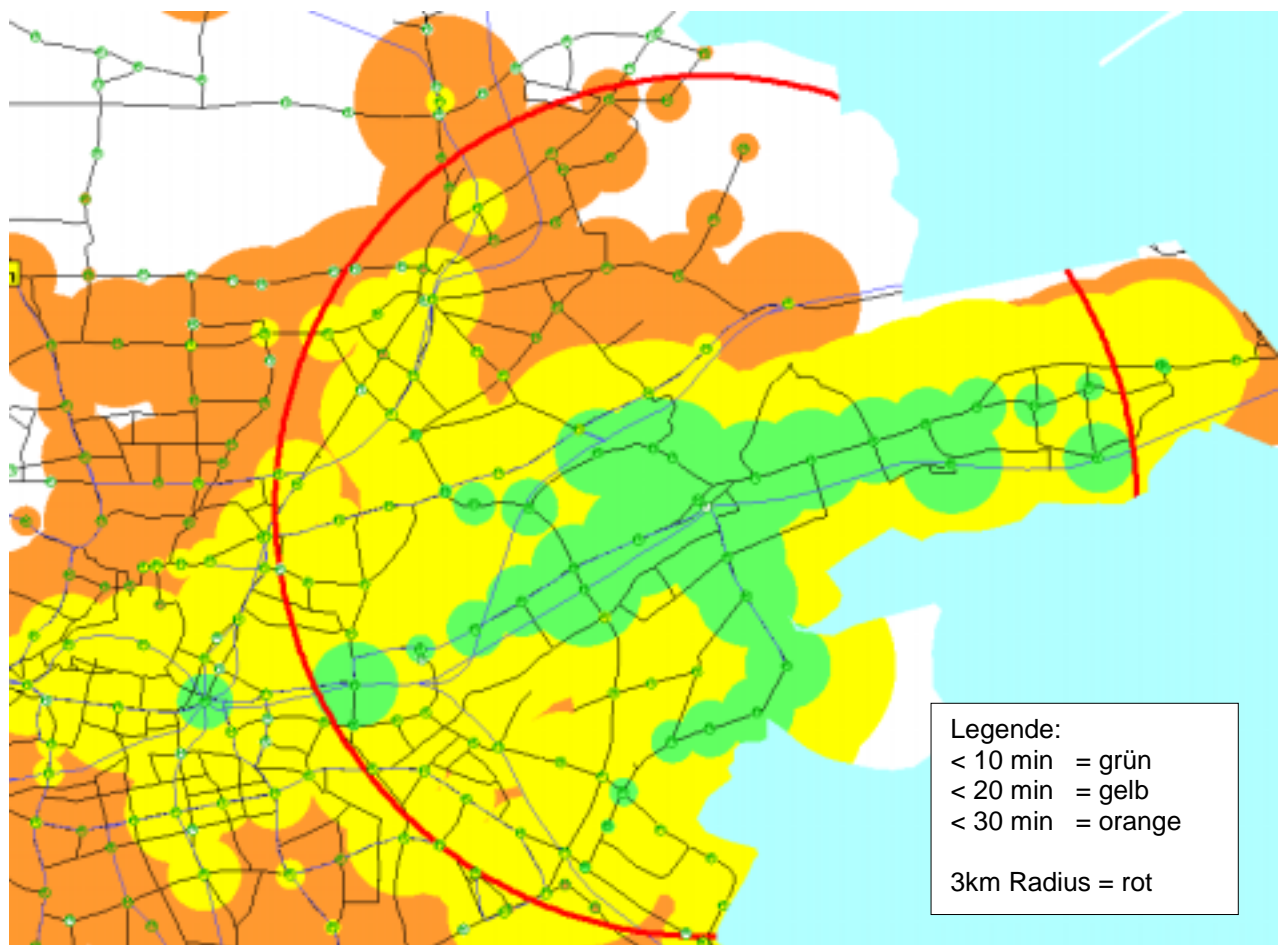 Legende:
< 10 min = grün
< 20 min = gelb
< 30 min = orange
3km Radius = rot